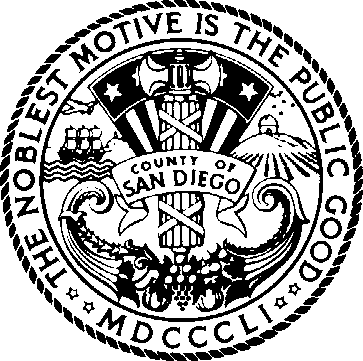 THE NOBLEST MOTIVE IS THE PUBLIC GOOD
COUNTY OF
SAN DIEGO
MDCCCLI